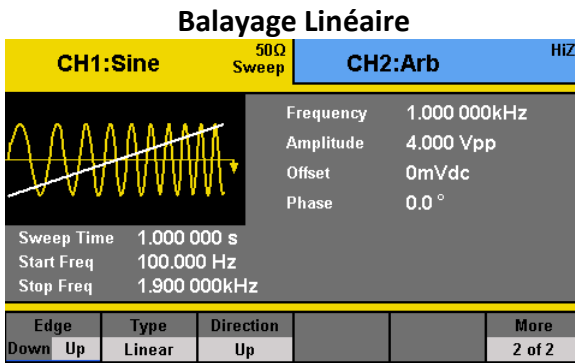 Balayage Linéaire
CH1:Sine 50Ω Sweep CH2:Arb HiZ
Frequency 1.000 000kHz
Amplitude 4.000 Vpp
Offset 0mVdc
Phase 0.0 °
Sweep Time 1.000 000 s
Start Freq 100.000 Hz
Stop Freq 1.900 000kHz
Edge Type Direction More
Down Up Linear Up 2 of 2